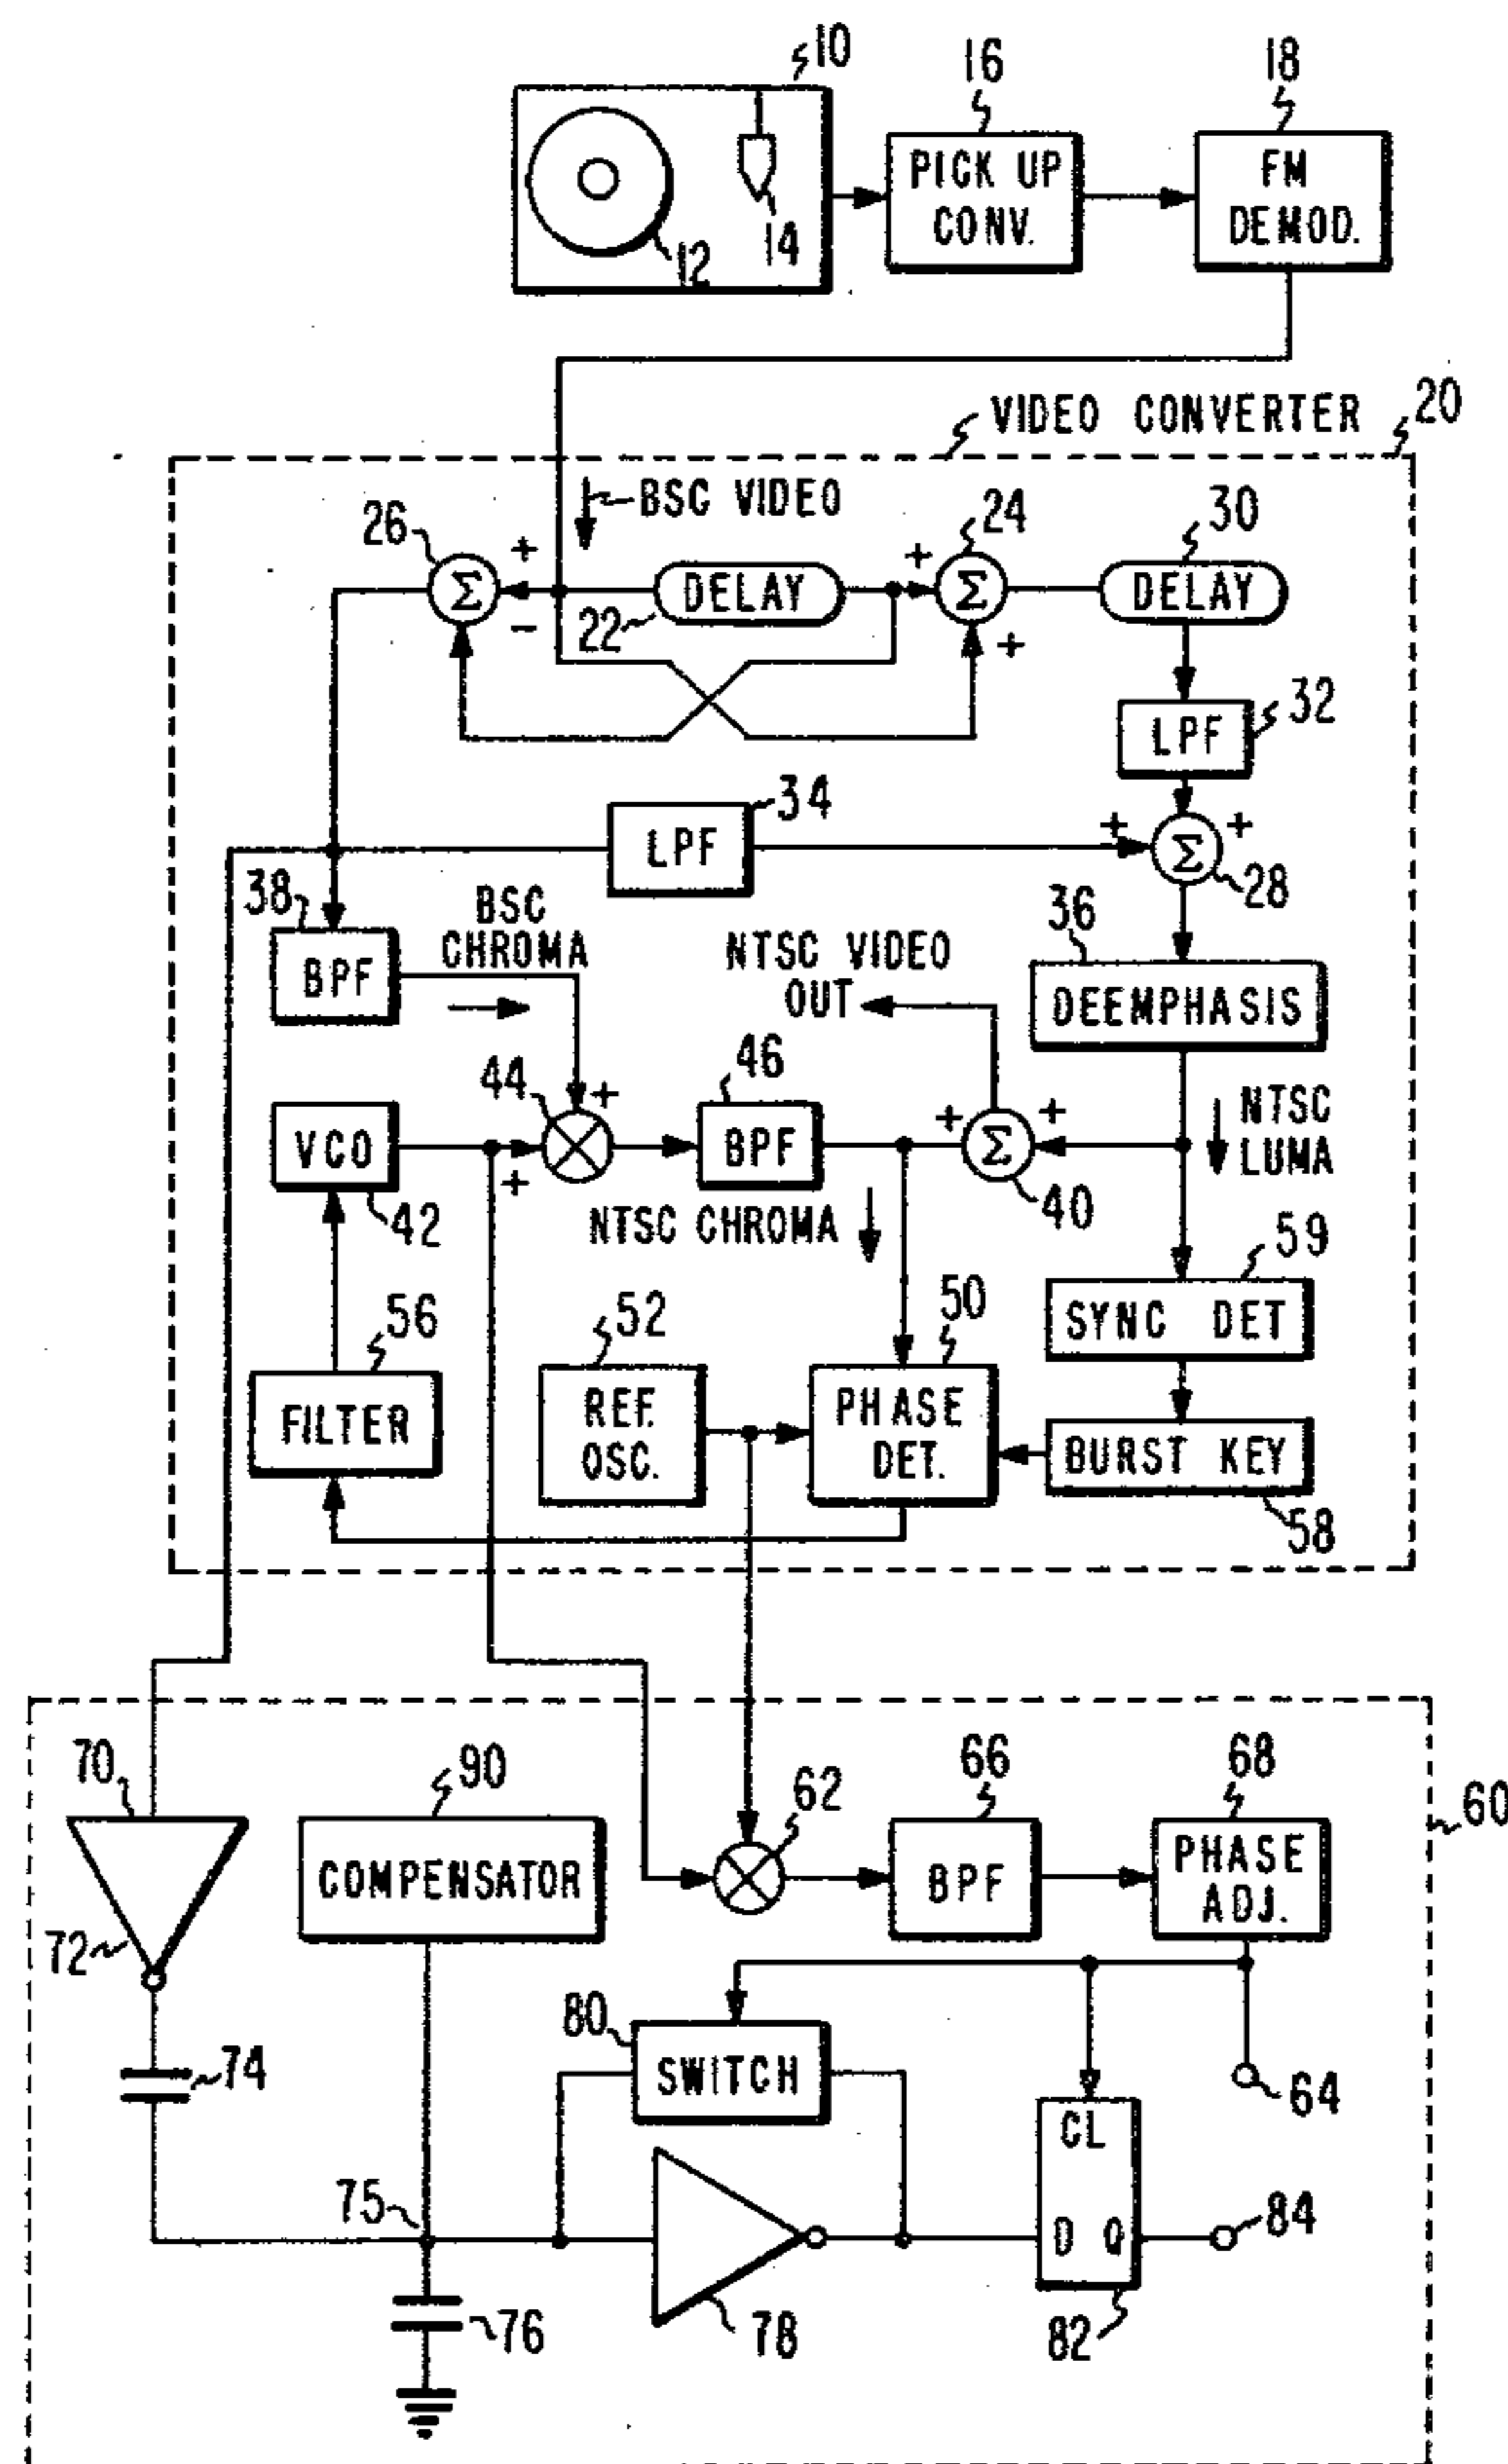 10
16
18
PICK UP
CONV.
FM
DEMOD.
12
14
VIDEO CONVERTER
20
BSC VIDEO
26
+
-
22
DELAY
+
24
Σ
Σ
+
30
DELAY
32
LPF
34
LPF
+
+
Σ
28
38
BPF
BSC
CHROMA
NTSC VIDEO
OUT
36
DEEMPHASIS
44
+
46
VCO
+
BPF
+
Σ
+
40
NTSC
LUMA
42
NTSC CHROMA
59
SYNC DET
56
FILTER
52
REF.
OSC.
50
PHASE
DET.
BURST KEY
58
70
90
COMPENSATOR
62
66
BPF
68
PHASE
ADJ.
60
72
74
80
SWITCH
64
CL
75
D Q
84
76
78
82